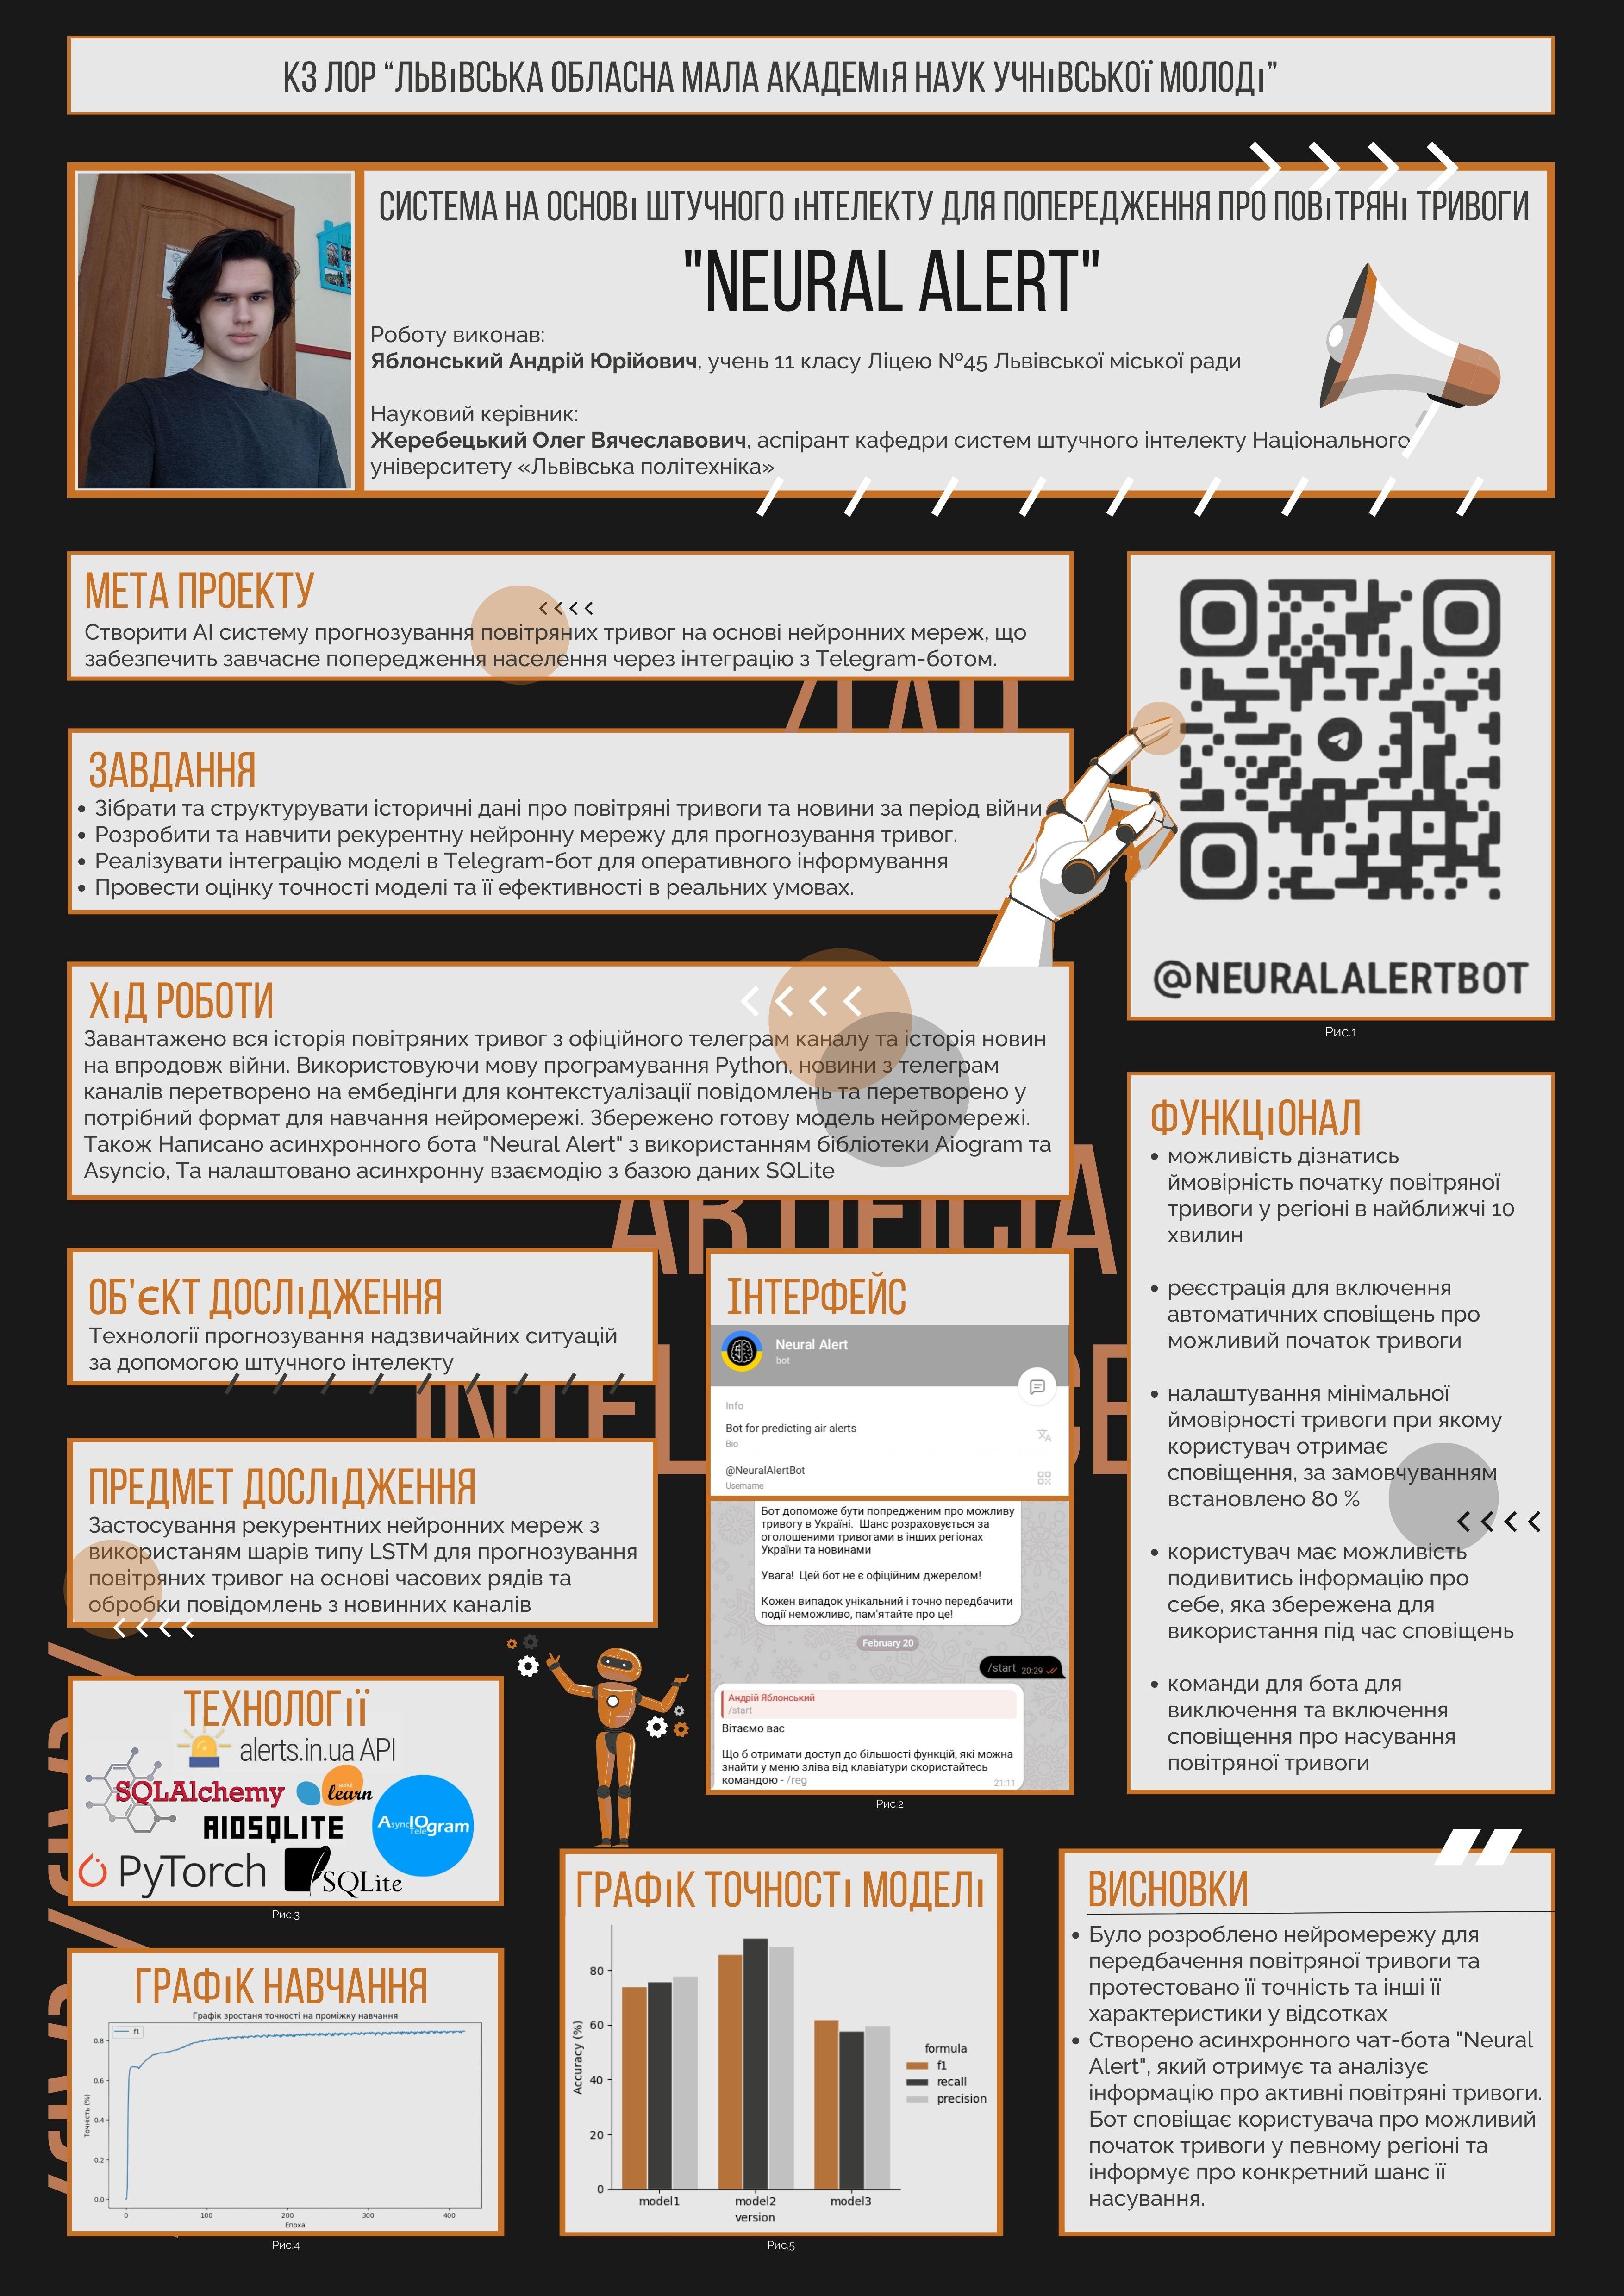 КЗ ЛОР “ЛЬВІВСЬКА ОБЛАСНА МАЛА АКАДЕМІЯ НАУК УЧНІВСЬКОЇ МОЛОДІ”
СИСТЕМА НА ОСНОВІ ШТУЧНОГО ІНТЕЛЕКТУ ДЛЯ ПОПЕРЕДЖЕННЯ ПРО ПОВІТРЯНІ ТРИВОГИ
"NEURAL ALERT"
Роботу виконав:
Яблонський Андрій Юрійович, учень 11 класу Ліцею №45 Львівської міської ради
Науковий керівник:
Жеребецький Олег Вячеславович, аспірант кафедри систем штучного інтелекту Національного
університету «Львівська політехніка»
МЕТА ПРОЕКТУ
Створити AI систему прогнозування повітряних тривог на основі нейронних мереж, що
забезпечить завчасне попередження населення через інтеграцію з Telegram-ботом.
ЗАВДАННЯ
• Зібрати та структурувати історичні дані про повітряні тривоги та новини за період війни
• Розробити та навчити рекурентну нейронну мережу для прогнозування тривог.
• Реалізувати інтеграцію моделі в Telegram-бот для оперативного інформування
• Провести оцінку точності моделі та її ефективності в реальних умовах.
@NEURALALERTBOT
Рис.1
ХІД РОБОТИ
Завантажено вся історія повітряних тривог з офіційного телеграм каналу та історія новин
на впродовж війни. Використовуючи мову програмування Python, новини з телеграм
каналів перетворено на ембедінги для контекстуалізації повідомлень та перетворено у
потрібний формат для навчання нейромережі. Збережено готову модель нейромережі.
Також Написано асинхронного бота "Neural Alert" з використанням бібліотеки Aiogram та
Asyncio, Та налаштовано асинхронну взаємодію з базою даних SQLite
ОБ'ЄКТ ДОСЛІДЖЕННЯ
Технології прогнозування надзвичайних ситуацій
за допомогою штучного інтелекту
ПРЕДМЕТ ДОСЛІДЖЕННЯ
Застосування рекурентних нейронних мереж з
використаням шарів типу LSTM для прогнозування
повітряних тривог на основі часових рядів та
обробки повідомлень з новинних каналів
ІНТЕРФЕЙС
Neural Alert
bot
Info
Bot for predicting air alerts
Bio
@NeuralAlertBot
Username
Бот допоможе бути попредженим про можливу
тривогу в Україні. Шанс розраховується за
оголошеними тривогами в інших регіонах
України та новинами
Увага! Цей бот не є офіційним джерелом!
Кожен випадок унікальний і точно передбачити
події неможливо, пам'ятайте про це!
February 20
/start 20:29
Андрій Яблонський
/start
Вітаємо вас
Що б отримати доступ до більшості функцій, які можна
знайти у меню зліва від клавіатури скористайтесь
командою - /reg
21:11
Рис.2
ФУНКЦІОНАЛ
• можливість дізнатись
ймовірність початку повітряної
тривоги у регіоні в найближчі 10
хвилин
• реєстрація для включення
автоматичних сповіщень про
можливий початок тривоги
• налаштування мінімальної
ймовірності тривоги при якому
користувач отримає
сповіщення, за замовчуванням
встановлено 80 %
• користувач має можливість
подивитись інформацію про
себе, яка збережена для
використання під час сповіщень
• команди для бота для
виключення та включення
сповіщення про насування
повітряної тривоги
ТЕХНОЛОГІЇ
alerts.in.ua API
SQLAlchemy
scikit
learn
AIOSQLITE
AsyncIO
Telegram
PyTorch
SQLite
Рис.3
ГРАФІК НАВЧАННЯ
Графік зростаня точності на проміжку навчання
f1
Точність (%)
0.8
0.6
0.4
0.2
0.0
0 100 200 300 400
Епоха
Рис.4
ГРАФІК ТОЧНОСТІ МОДЕЛІ
Accuracy (%)
80
60
40
20
0
formula
f1
recall
precision
model1 model2 model3
version
Рис.5
ВИСНОВКИ
• Було розроблено нейромережу для
передбачення повітряної тривоги та
протестовано її точність та інші її
характеристики у відсотках
• Створено асинхронного чат-бота "Neural
Alert", який отримує та аналізує
інформацію про активні повітряні тривоги.
Бот сповіщає користувача про можливий
початок тривоги у певному регіоні та
інформує про конкретний шанс її
насування.